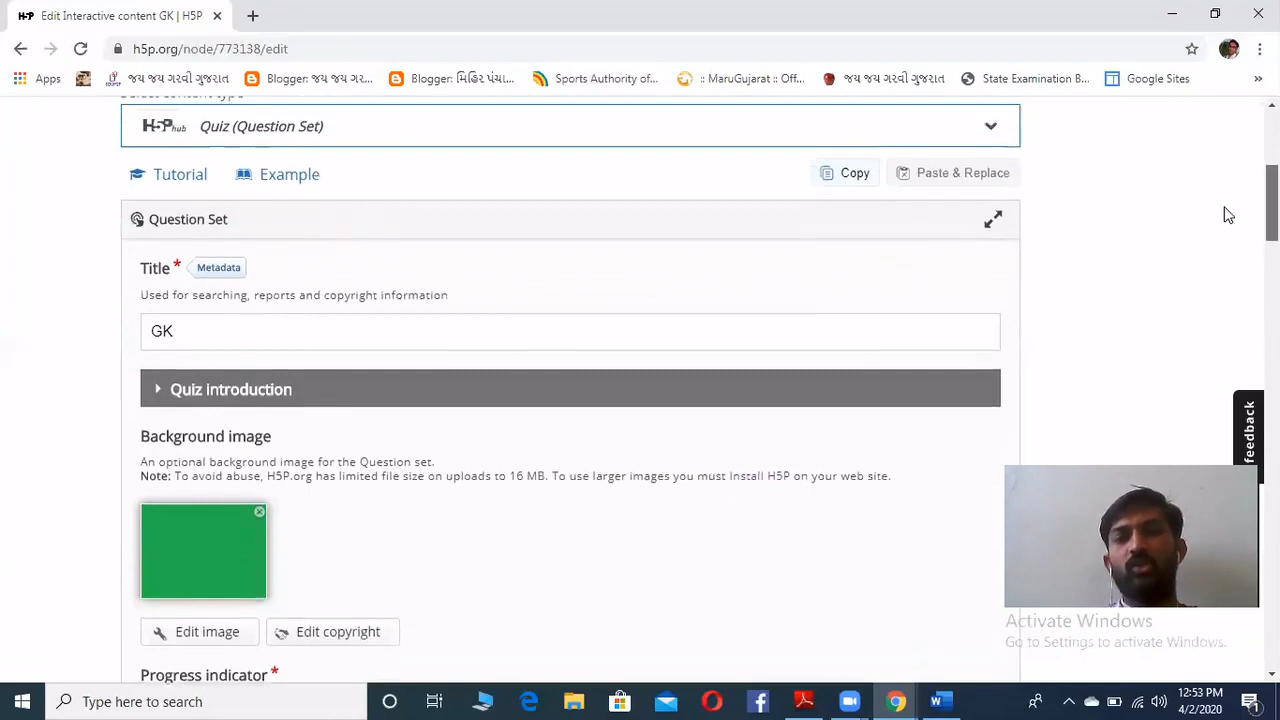 Edit Interactive content GK | H5P
h5p.org/node/773138/edit
Apps
જય જય ગરવી ગુજરાત
Blogger: જય જય ગર...
Blogger: મિહિર પંચા...
Sports Authority of...
:: MeruGujarat :: Off...
જય જય ગરવી ગુજરાત
State Examination B...
Google Sites
»
H5P hub Quiz (Question Set)
Tutorial
Example
Copy
Paste & Replace
Question Set
Title * Metadata
Used for searching, reports and copyright information
GK
Quiz introduction
Background image
An optional background image for the Question set.
Note: To avoid abuse, H5P.org has limited file size on uploads to 16 MB. To use larger images you must install H5P on your web site.
Edit image
Edit copyright
Progress indicator *
feedback
Activate Windows
Go to Settings to activate Windows.
Type here to search
12:53 PM
4/2/2020